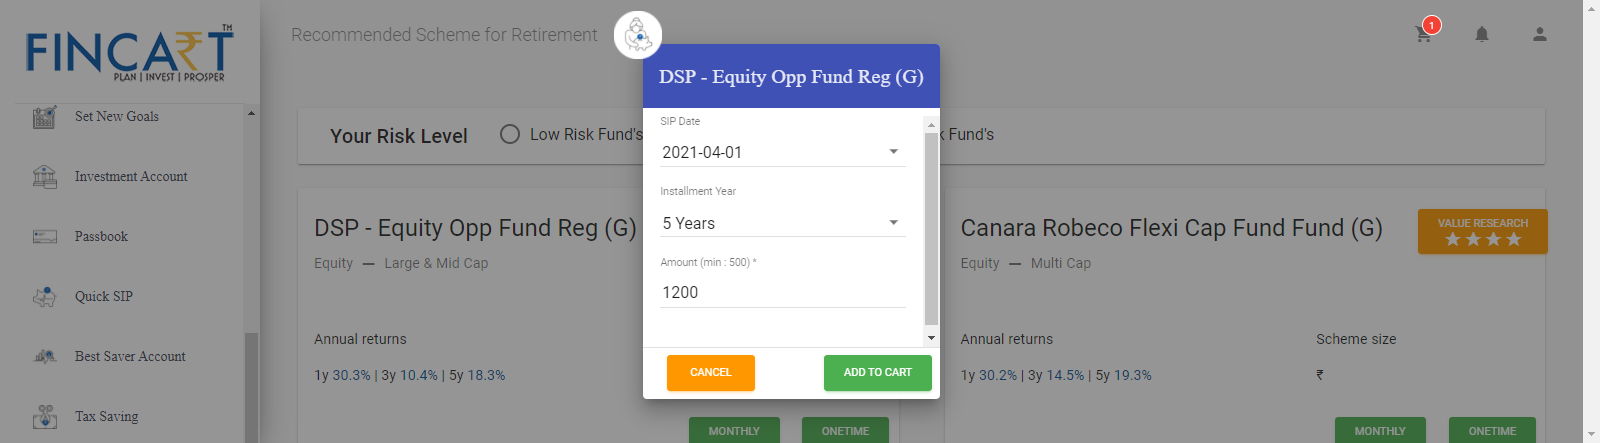 FINCART™
PLAN | INVEST | PROSPER
Set New Goals
Investment Account
Passbook
Quick SIP
Best Saver Account
Tax Saving
Recommended Scheme for Retirement
1
Your Risk Level
Low Risk Fund's
k Fund's
DSP - Equity Opp Fund Reg (G)
Equity — Large & Mid Cap
Annual returns
1y 30.3% | 3y 10.4% | 5y 18.3%
MONTHLY
ONETIME
DSP - Equity Opp Fund Reg (G)
SIP Date
2021-04-01
Installment Year
5 Years
Amount (min : 500) *
1200
CANCEL
ADD TO CART
Canara Robeco Flexi Cap Fund Fund (G)
VALUE RESEARCH
Equity — Multi Cap
Annual returns
Scheme size
1y 30.2% | 3y 14.5% | 5y 19.3%
₹
MONTHLY
ONETIME